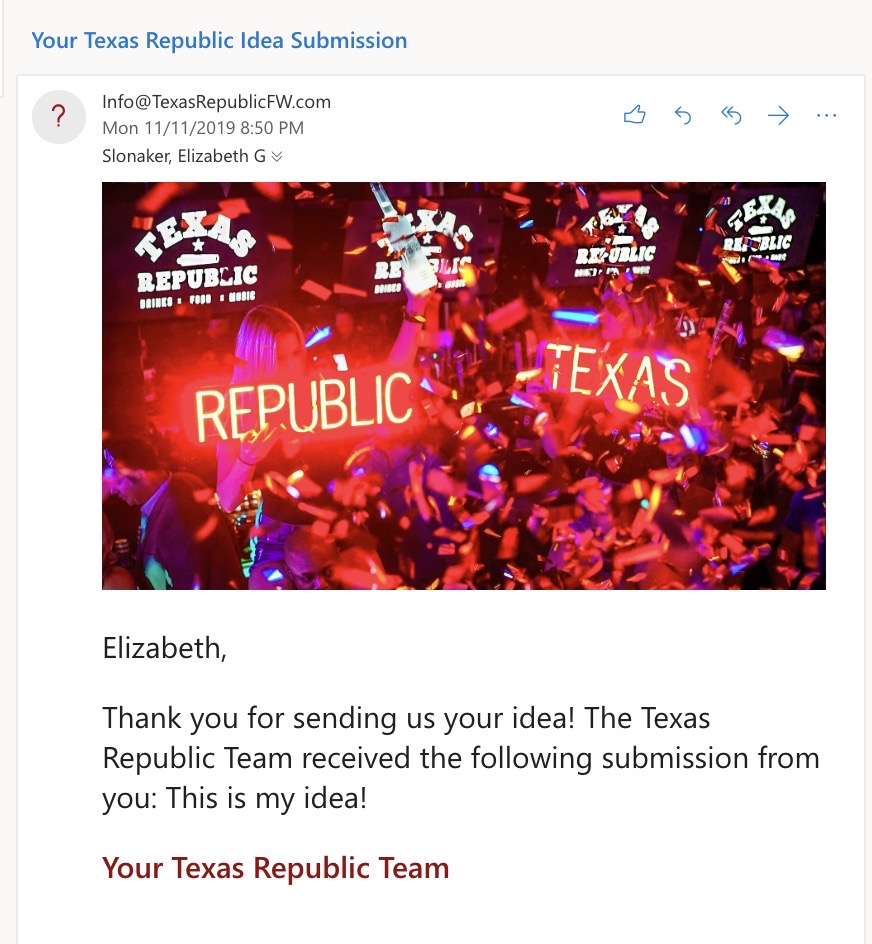 Your Texas Republic Idea Submission
?
Info@TexasRepublicFW.com
Mon 11/11/2019 8:50 PM
Slonaker, Elizabeth G
TEXAS
REPUBLIC
DRINKS FOOD MUSIC
TEXAS
TEXAS
REPUBLIC
TEXAS
REPUBLIC
REPUBLIC
TEXAS
Elizabeth,
Thank you for sending us your idea! The Texas
Republic Team received the following submission from
you: This is my idea!
Your Texas Republic Team